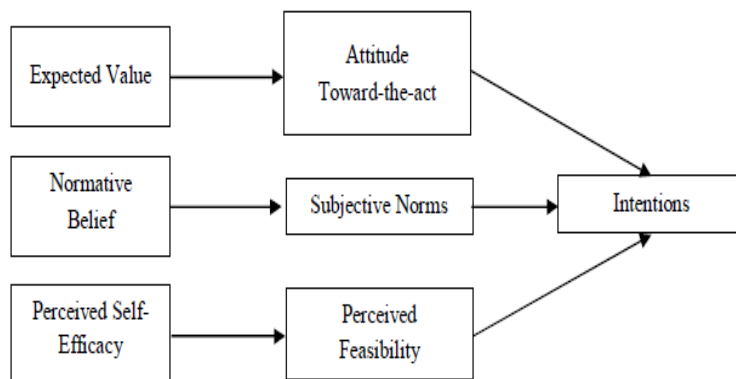 Expected Value
Attitude
Toward-the-act
Normative
Belief
Subjective Norms
Intentions
Perceived Self-
Efficacy
Perceived
Feasibility